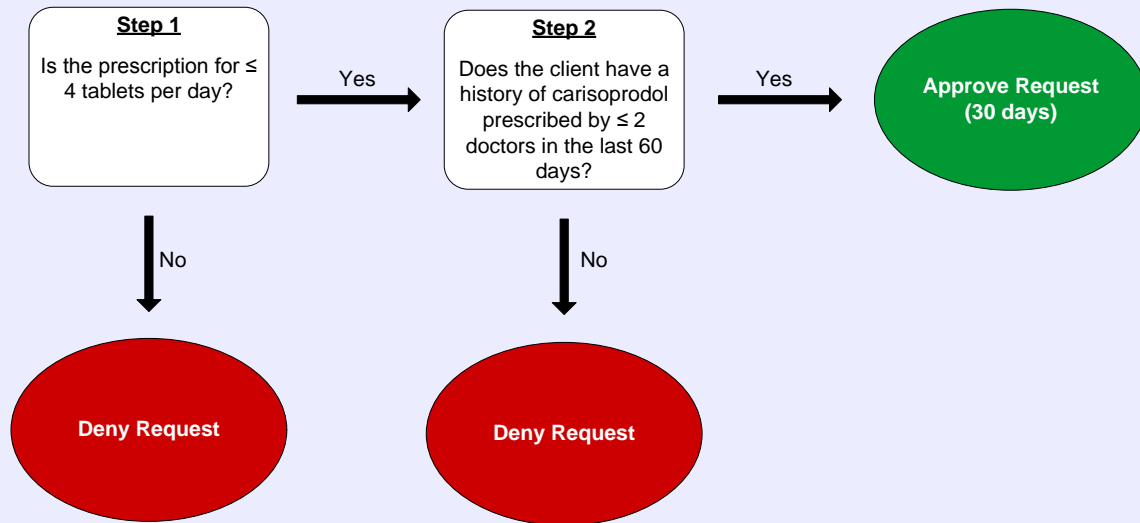 Step 1
Is the prescription for ≤
4 tablets per day?
Yes
Step 2
Does the client have a
history of carisoprodol
prescribed by ≤ 2
doctors in the last 60
days?
Yes
Approve Request
(30 days)
No
No
Deny Request
Deny Request